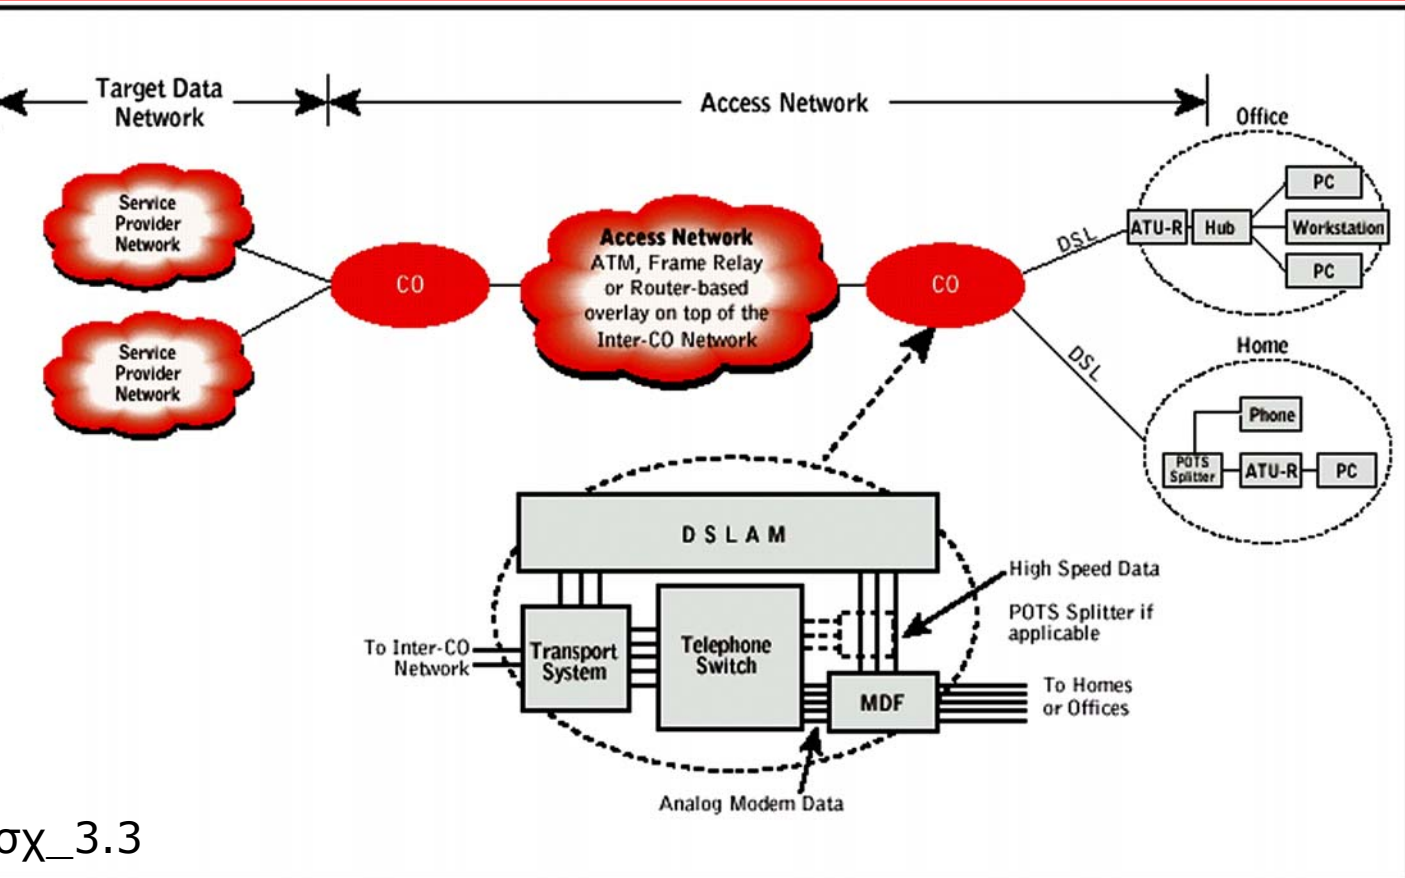 Target Data
Network
Access Network
Office
Service
Provider
Network
CO
Access Network
ATM, Frame Relay
or Router-based
overlay on top of the
Inter-CO Network
CO
DSL
ATU-R
Hub
PC
Workstation
PC
Service
Provider
Network
DSL
Home
Phone
POTS
Splitter
ATU-R
PC
DSLAM
High Speed Data
POTS Splitter if
applicable
To Inter-CO
Network
Transport
System
Telephone
Switch
MDF
To Homes
or Offices
Analog Modem Data
σχ_3.3